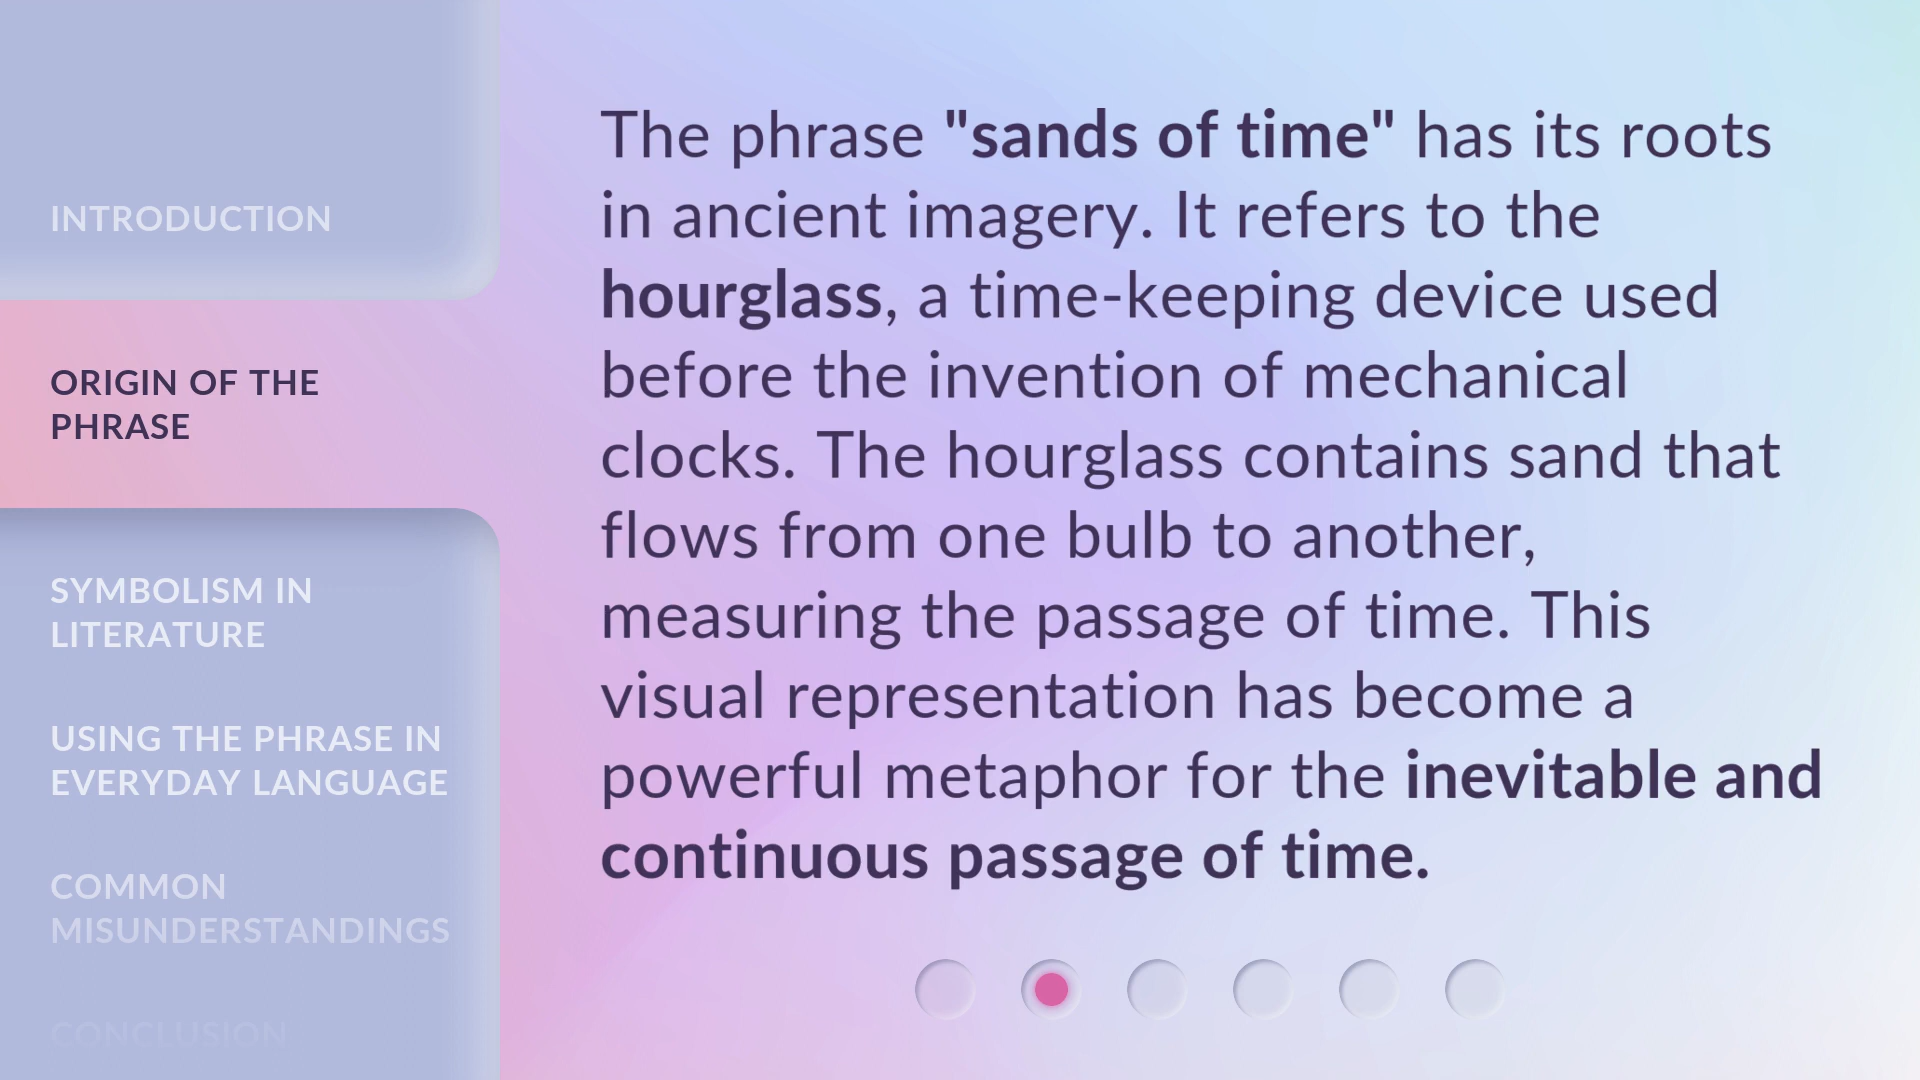 INTRODUCTION
ORIGIN OF THE
PHRASE
SYMBOLISM IN
LITERATURE
USING THE PHRASE IN
EVERYDAY LANGUAGE
COMMON
MISUNDERSTANDINGS
CONCLUSION
The phrase "sands of time" has its roots
in ancient imagery. It refers to the
hourglass, a time-keeping device used
before the invention of mechanical
clocks. The hourglass contains sand that
flows from one bulb to another,
measuring the passage of time. This
visual representation has become a
powerful metaphor for the inevitable and
continuous passage of time.